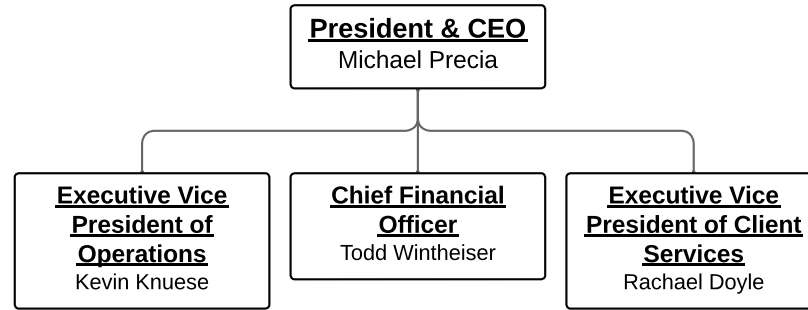 President & CEO
Michael Precia
Executive Vice
President of
Operations
Kevin Knuese
Chief Financial
Officer
Todd Wintheiser
Executive Vice
President of Client
Services
Rachael Doyle